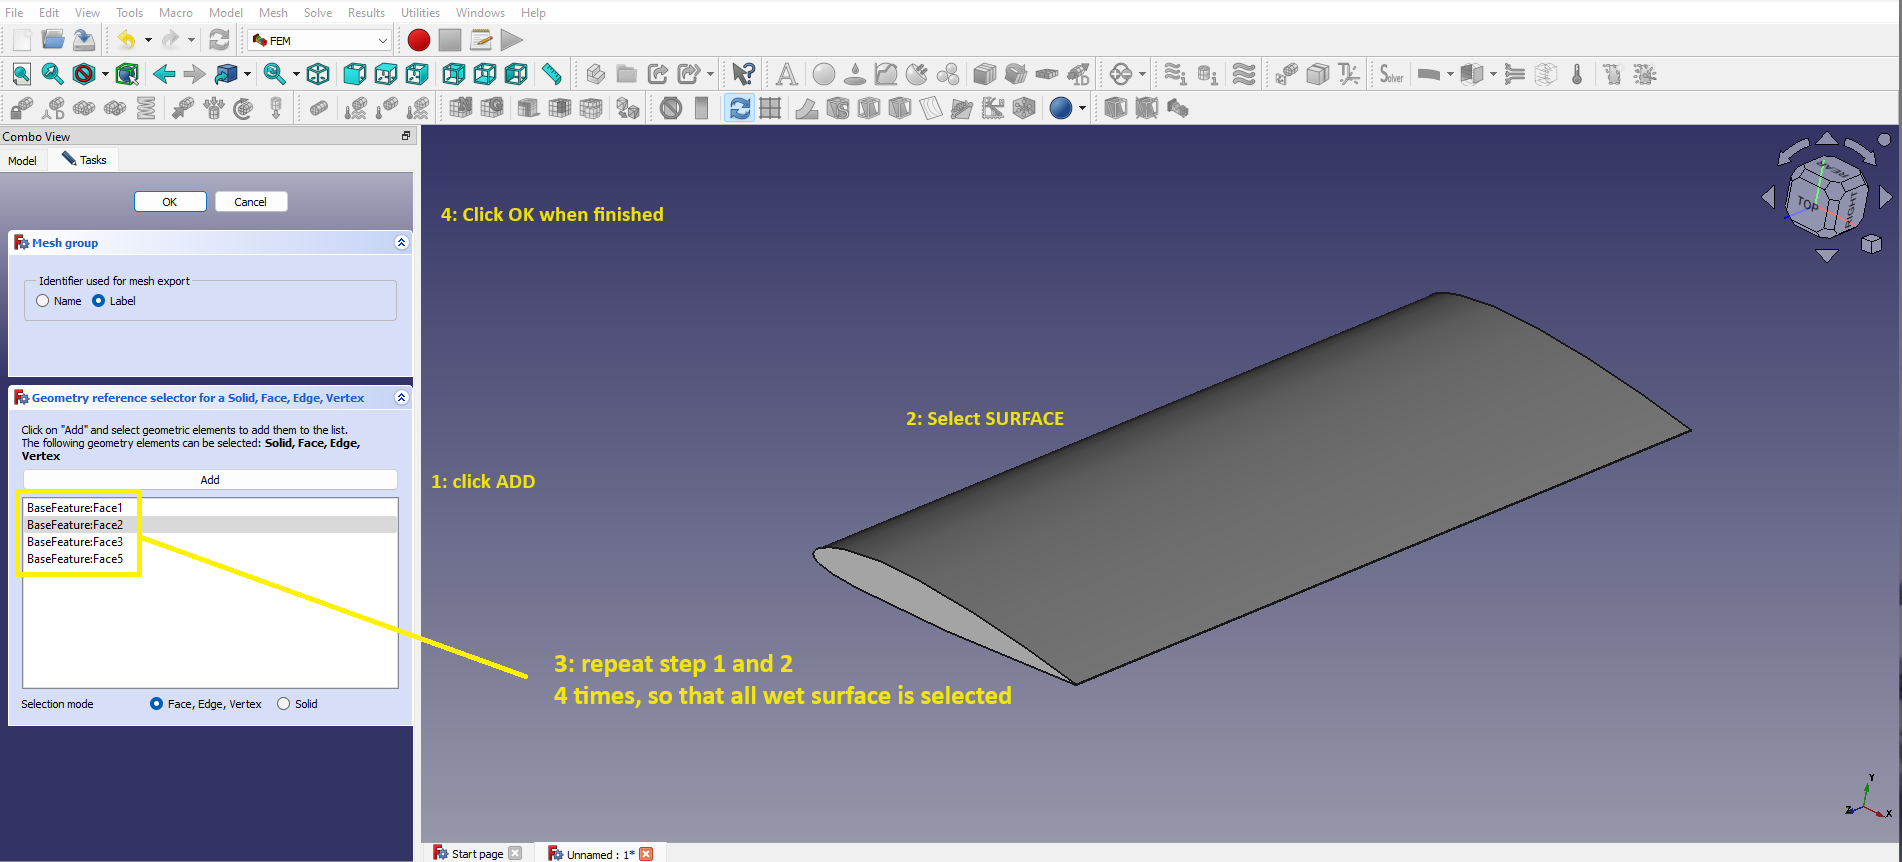 File Edit View Tools Macro Model Mesh Solve Results Utilities Windows Help
FEM
Solver
Combo View
Model Tasks
OK Cancel
Mesh group
Identifier used for mesh export
Name Label
Geometry reference selector for a Solid, Face, Edge, Vertex
Click on "Add" and select geometric elements to add them to the list.
The following geometry elements can be selected: Solid, Face, Edge,
Vertex
Add
BaseFeature:Face1
BaseFeature:Face2
BaseFeature:Face3
BaseFeature:Face5
Selection mode Face, Edge, Vertex Solid
4: Click OK when finished
2: Select SURFACE
1: click ADD
3: repeat step 1 and 2
4 times, so that all wet surface is selected
REAR
TOP
RIGHT
Y
Z
X
Start page Unnamed : 1*